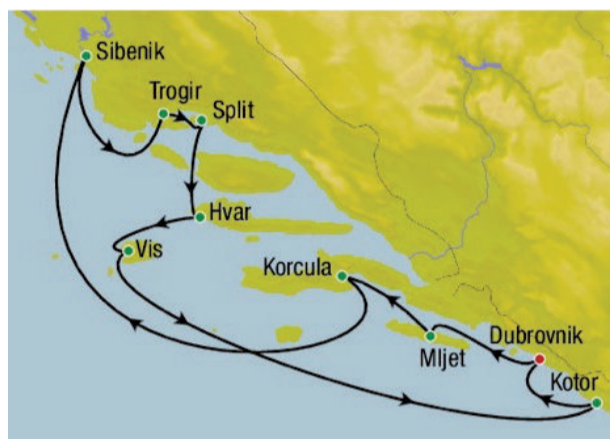 Sibenik
Trogir
Split
Hvar
Vis
Korcula
Mljet
Dubrovnik
Kotor